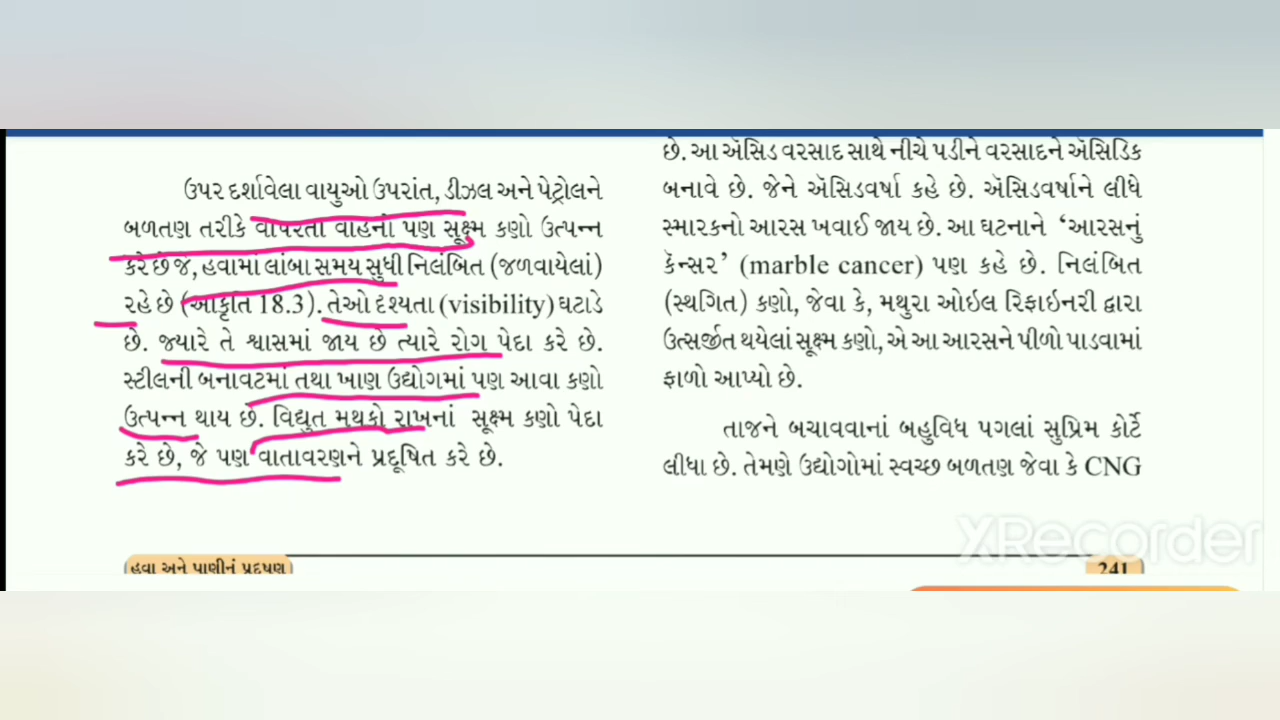 ઉપર દર્શાવેલા વાયુઓ ઉપરાંત, ડીઝલ અને પેટ્રોલને
બળતણ તરીકે વાપરતા વાહનો પણ સૂક્ષ્મ કણો ઉત્પન્ન
કરે છે જે, હવામાં લાંબા સમય સુધી નિલંબિત (જળવાયેલાં)
રહે છે (આકૃતિ 18.3). તેઓ દૃશ્યતા (visibility) ઘટાડે
છે. જ્યારે તે શ્વાસમાં જાય છે ત્યારે રોગ પેદા કરે છે.
સ્ટીલની બનાવટમાં તથા ખાણ ઉદ્યોગમાં પણ આવા કણો
ઉત્પન્ન થાય છે. વિદ્યુત મથકો રાખનાં સૂક્ષ્મ કણો પેદા
કરે છે, જે પણ વાતાવરણને પ્રદૂષિત કરે છે.
છે. આ ઍસિડ વરસાદ સાથે નીચે પડીને વરસાદને ઍસિડિક
બનાવે છે. જેને ઍસિડવર્ષા કહે છે. ઍસિડવર્ષાને લીધે
સ્મારકનો આરસ ખવાઈ જાય છે. આ ઘટનાને ‘આરસનું
કૅન્સર’ (marble cancer) પણ કહે છે. નિલંબિત
(સ્થગિત) કણો, જેવા કે, મથુરા ઓઇલ રિફાઇનરી દ્વારા
ઉત્સર્જીત થયેલાં સૂક્ષ્મ કણો, એ આ આરસને પીળો પાડવામાં
ફાળો આપ્યો છે.
તાજને બચાવવાનાં બહુવિધ પગલાં સુપ્રિમ કોર્ટે
લીધા છે. તેમણે ઉદ્યોગોમાં સ્વચ્છ બળતણ જેવા કે CNG
હવા અને પાણીનું પ્રદૂષણ
241
XRecorder